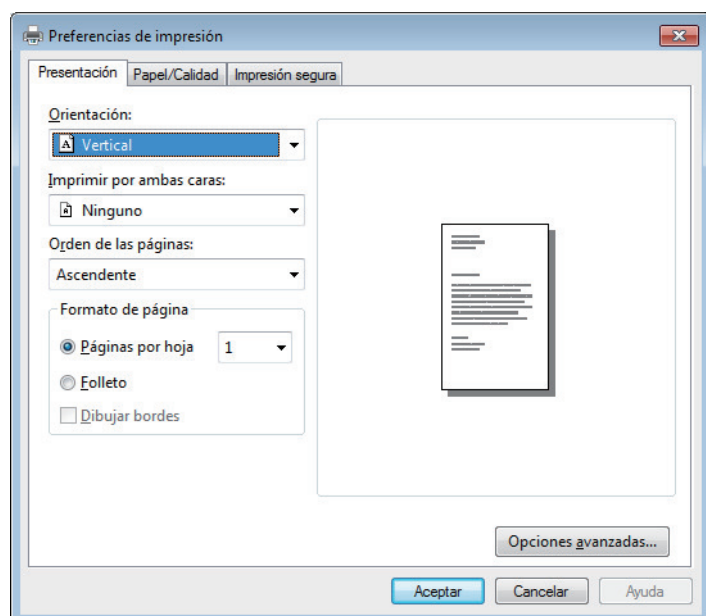 Preferencias de impresión
Presentación Papel/Calidad Impresión segura
Orientación:
A Vertical
Imprimir por ambas caras:
Ninguno
Orden de las páginas:
Ascendente
Formato de página
Páginas por hoja 1
Folleto
Dibujar bordes
Opciones avanzadas...
Aceptar Cancelar Ayuda